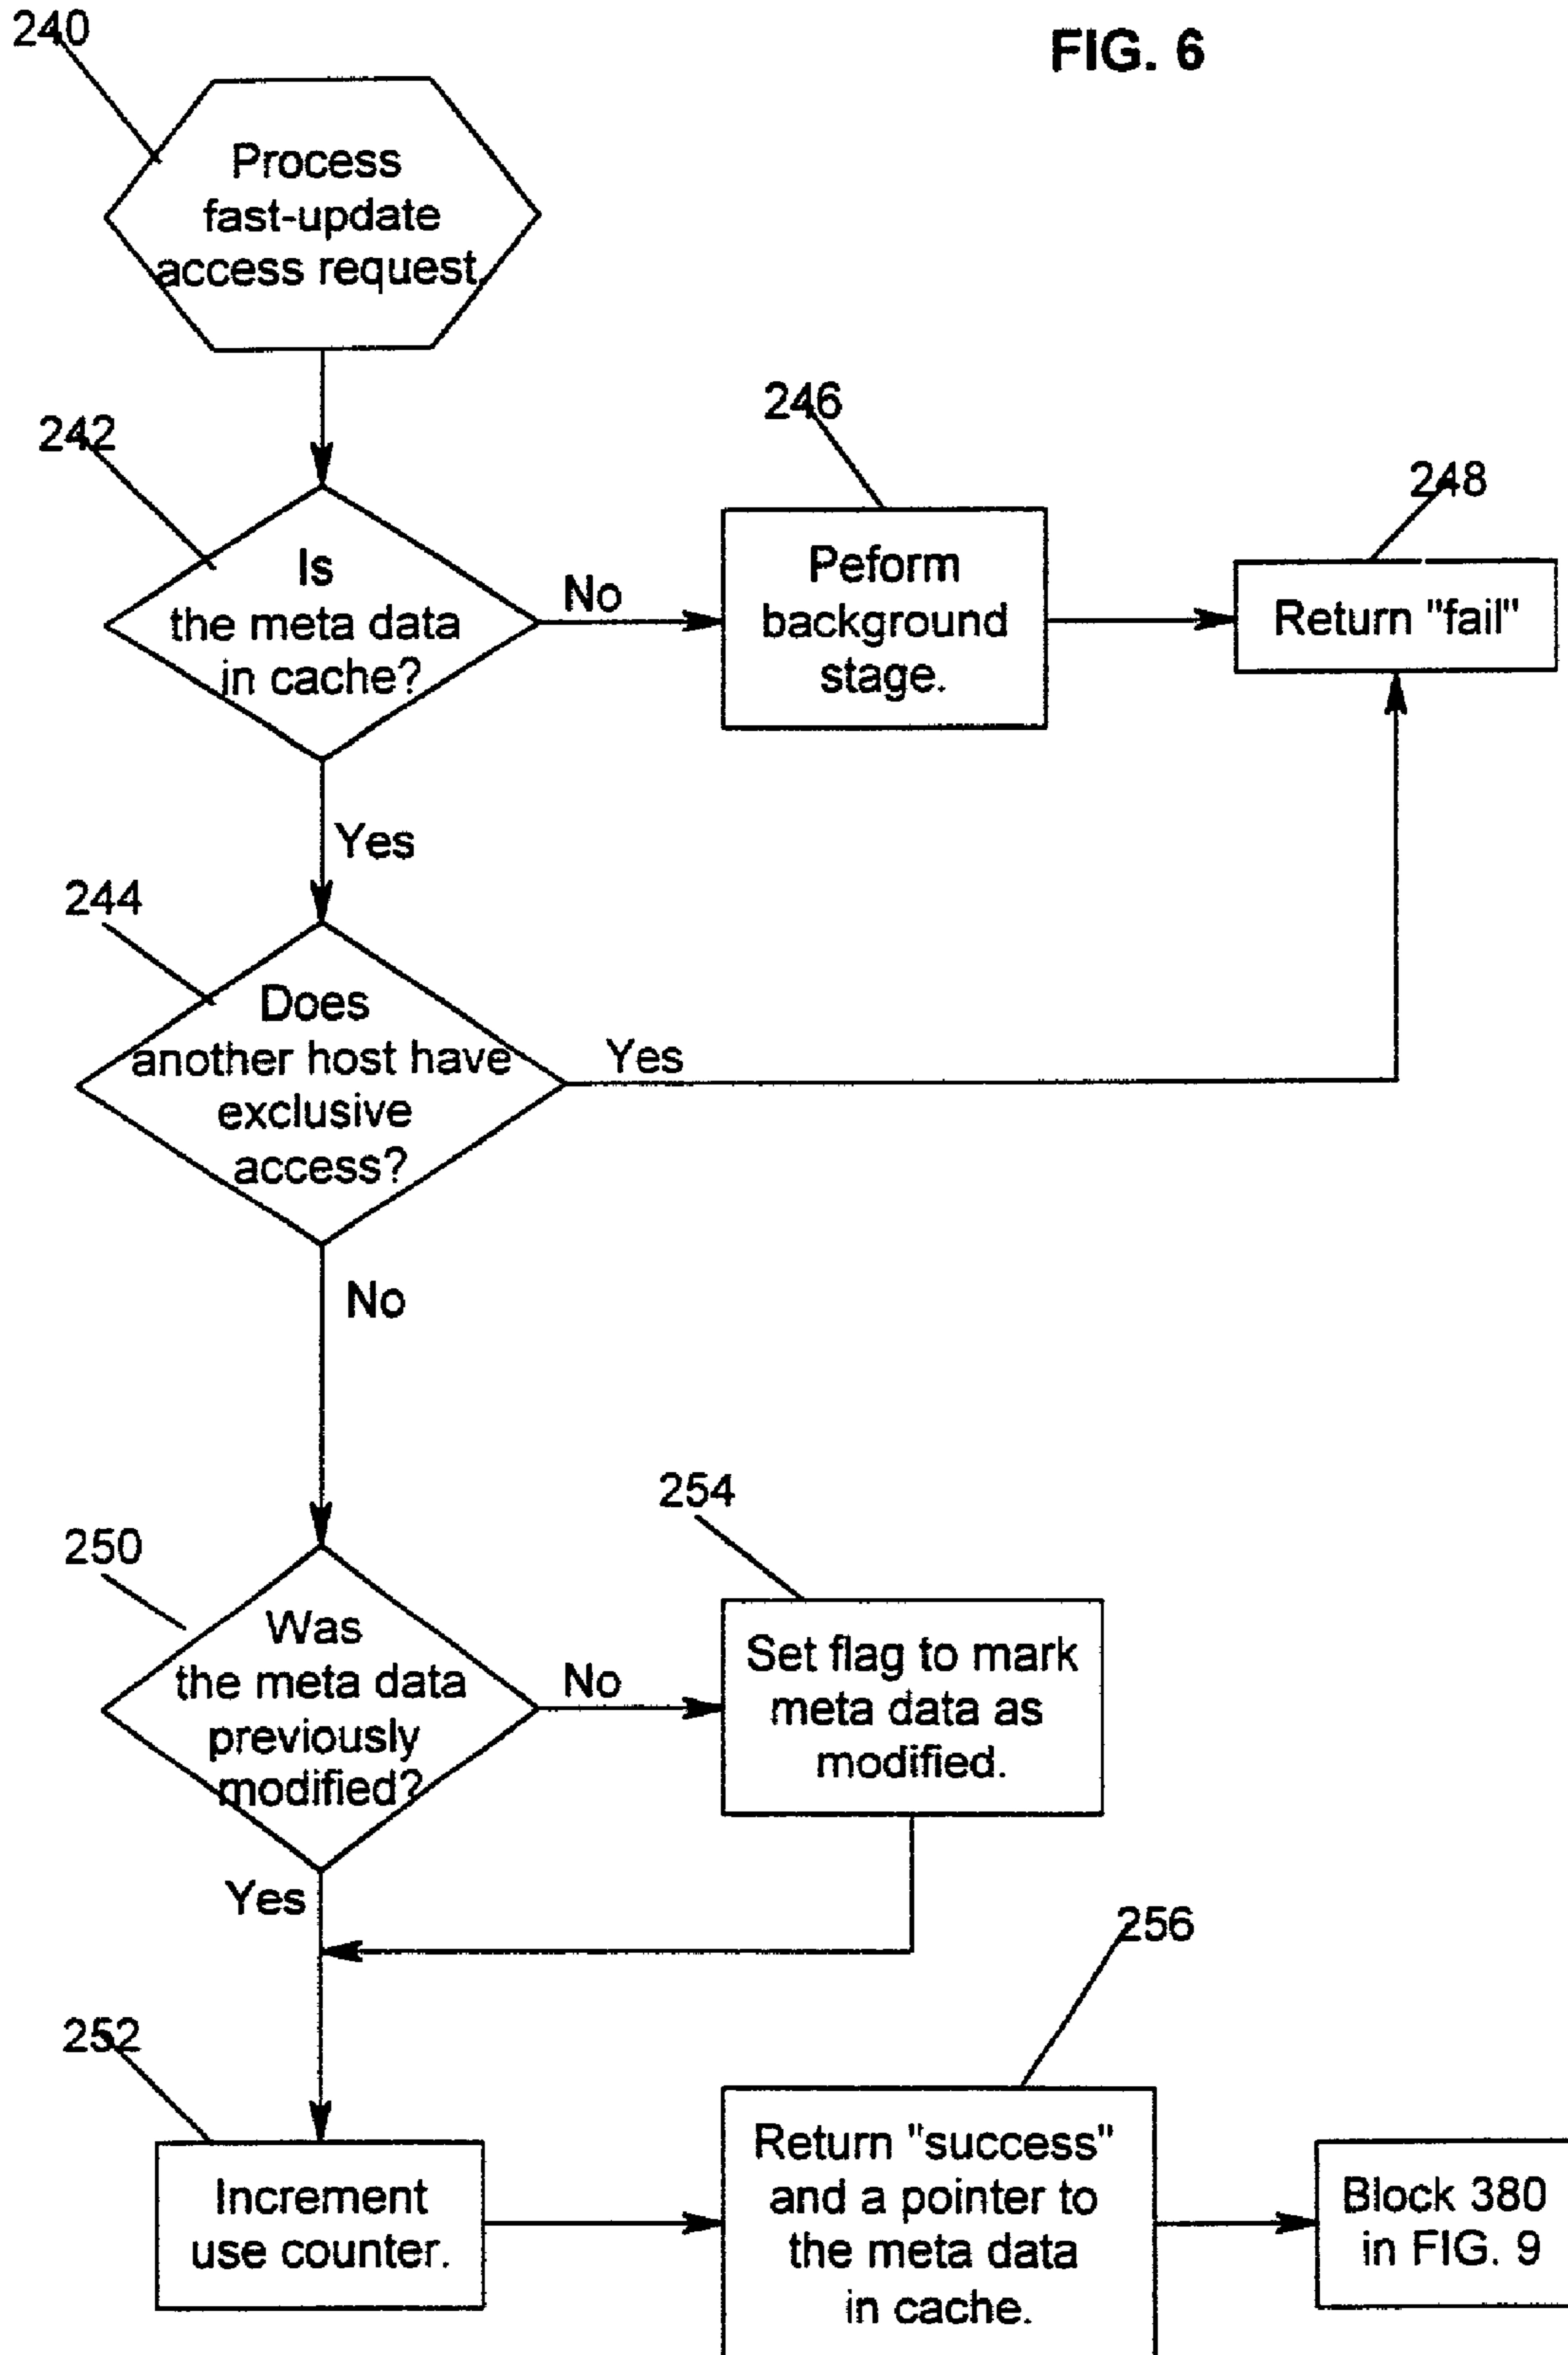 240
FIG. 6
Process
fast-update
access request.
242
Is
the meta data
in cache?
No
246
Peform
background
stage.
248
Return "fail"
Yes
244
Does
another host have
exclusive
access?
Yes
No
250
Was
the meta data
previously
modified?
No
254
Set flag to mark
meta data as
modified.
Yes
252
Increment
use counter.
256
Return "success"
and a pointer to
the meta data
in cache.
Block 380
in FIG. 9